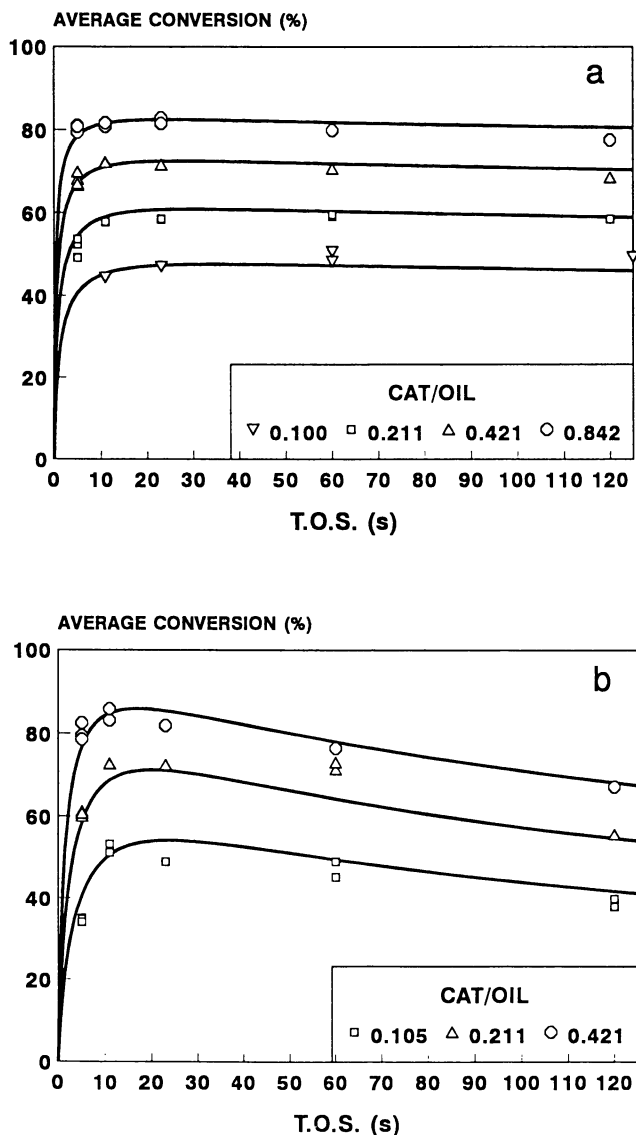 AVERAGE CONVERSION (%)
a
100
80
60
40
20
0
CAT/OIL
▽ 0.100 □ 0.211 △ 0.421 ○ 0.842
0 10 20 30 40 50 60 70 80 90 100 110 120
T.O.S. (s)
AVERAGE CONVERSION (%)
b
100
80
60
40
20
0
CAT/OIL
□ 0.105 △ 0.211 ○ 0.421
0 10 20 30 40 50 60 70 80 90 100 110 120
T.O.S. (s)